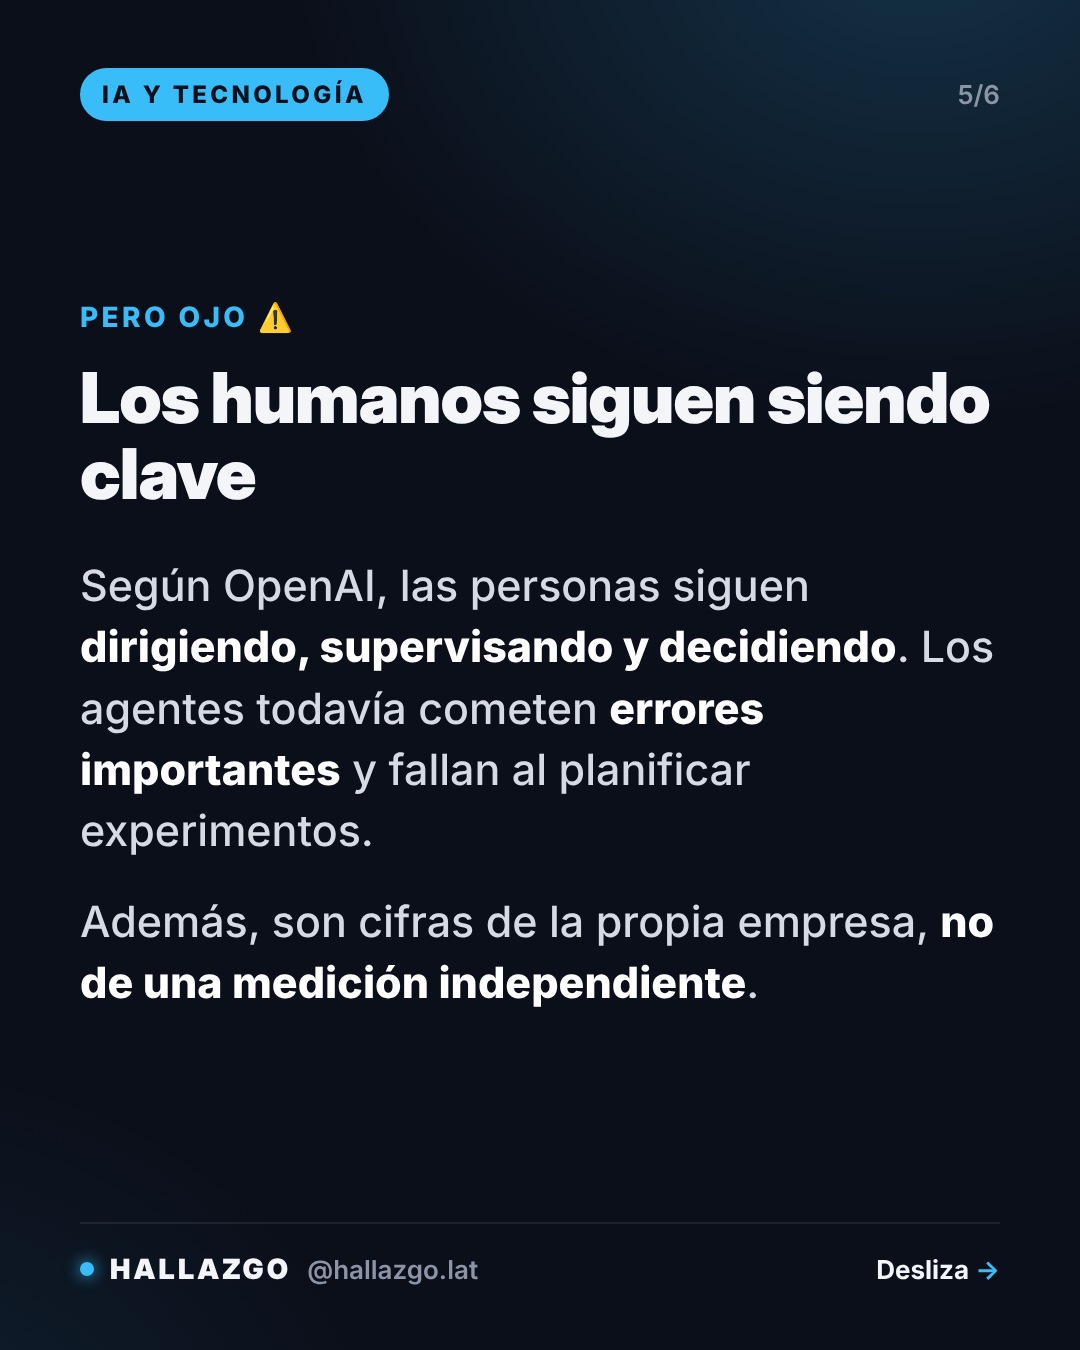 IA Y TECNOLOGÍA
5/6
PERO OJO ⚠️
Los humanos siguen siendo
clave
Según OpenAI, las personas siguen
dirigiendo, supervisando y decidiendo. Los
agentes todavía cometen errores
importantes y fallan al planificar
experimentos.
Además, son cifras de la propia empresa, no
de una medición independiente.
HALLAZGO @hallazgo.lat
Desliza →